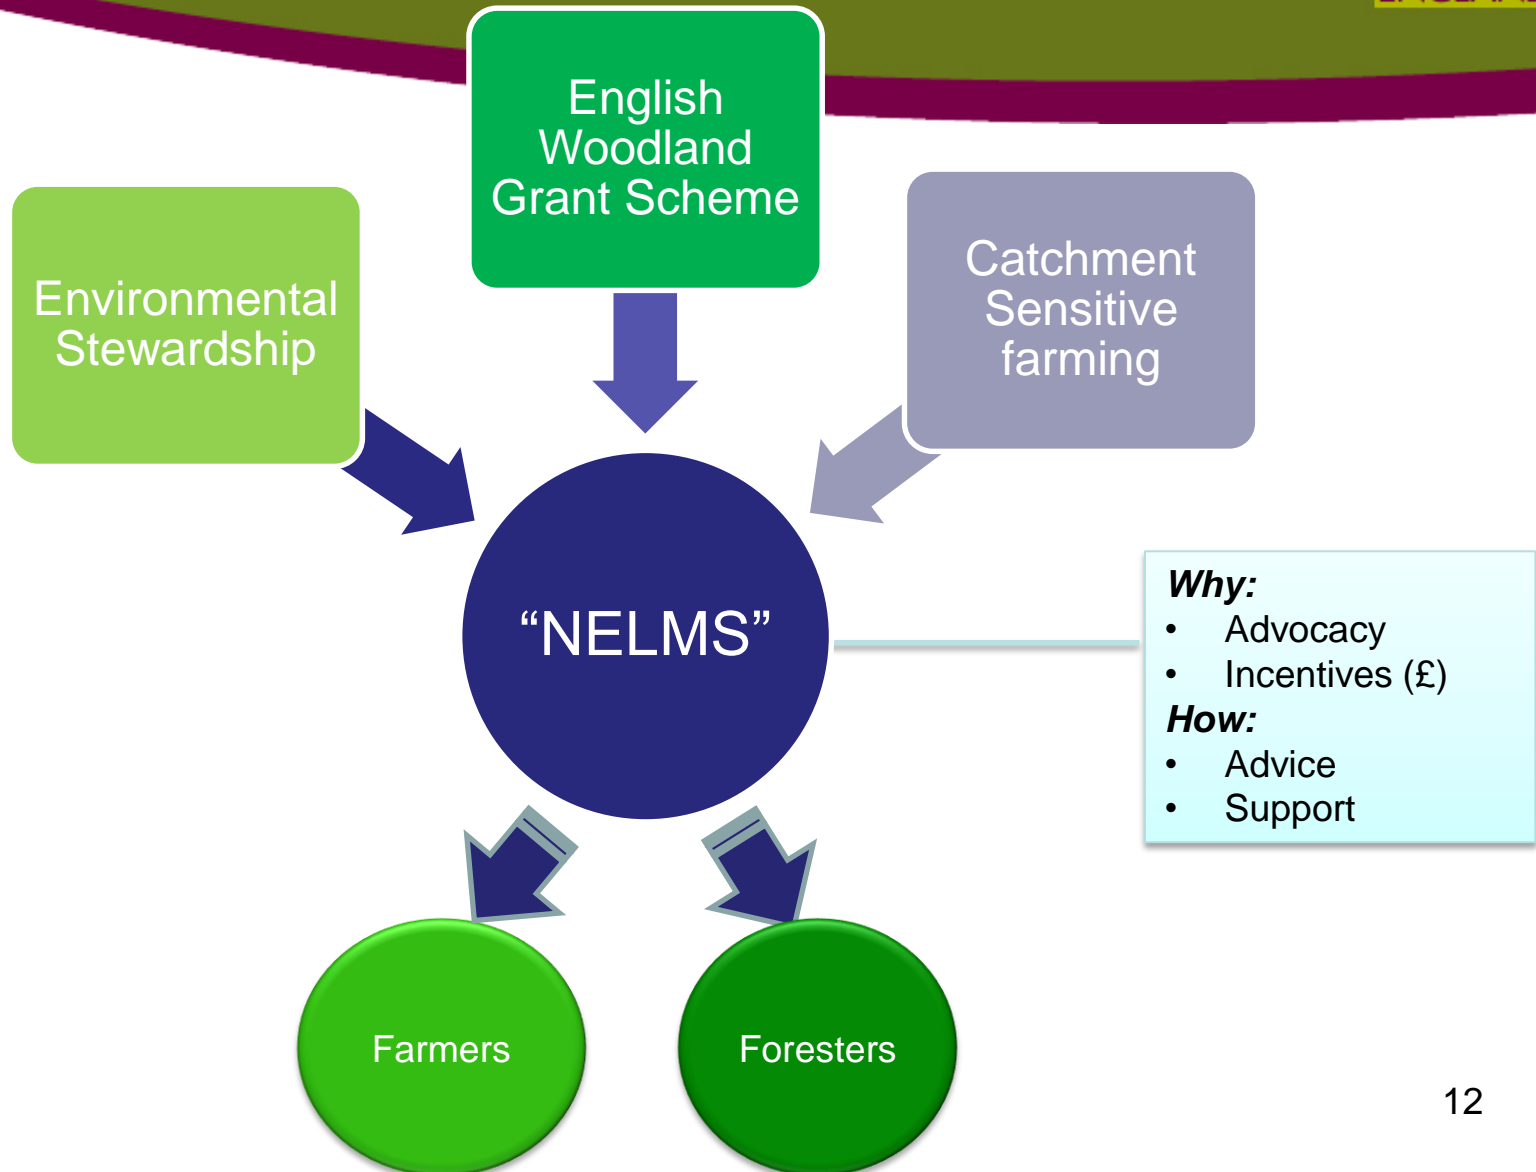 English
Woodland
Grant Scheme
Environmental
Stewardship
Catchment
Sensitive
farming
“NELMS”
Why:
• Advocacy
• Incentives (£)
How:
• Advice
• Support
Farmers
Foresters
12